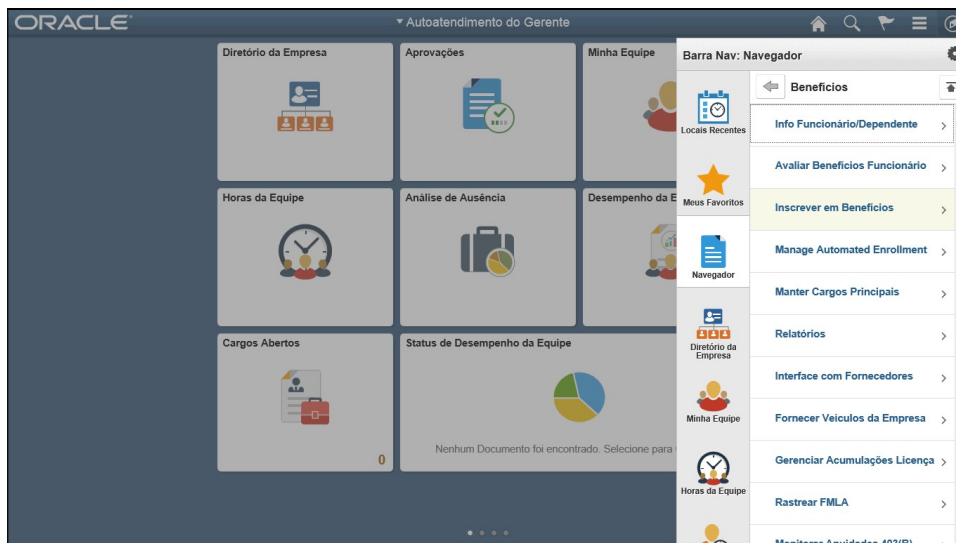 ORACLE
Autoatendimento do Gerente
Diretório da Empresa
Aprovações
Minha Equipe
Horas da Equipe
Análise de Ausência
Desempenho da E
Cargos Abertos
0
Status de Desempenho da Equipe
Nenhum Documento foi encontrado. Selecione para
Barra Nav: Navegador
Locais Recentes
Meus Favoritos
Navegador
Diretório da
Empresa
Minha Equipe
Horas da Equipe
Benefícios
Info Funcionário/Dependente
Avaliar Benefícios Funcionário
Inscrever em Benefícios
Manage Automated Enrollment
Manter Cargos Principais
Relatórios
Interface com Fornecedores
Fornecer Veículos da Empresa
Gerenciar Acumulações Licença
Rastrear FMLA
Monitorar Anuidades 403(B)